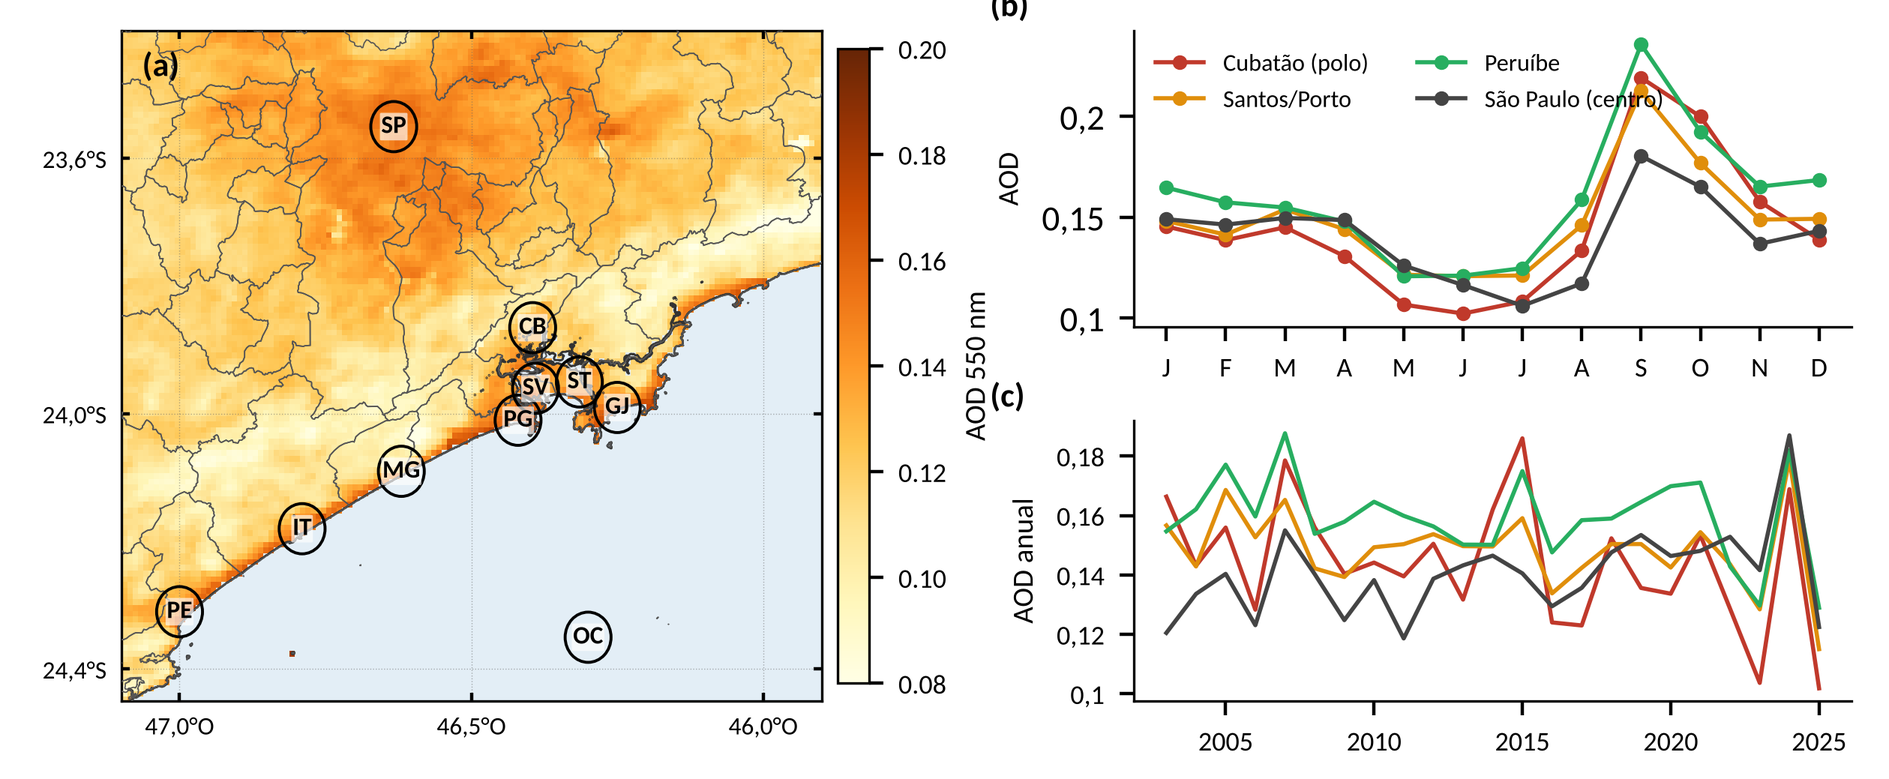 (a)
SP
CB
SV
ST
GJ
PG
MG
IT
PE
OC
23,6°S
24,0°S
24,4°S
47,0°O
46,5°O
46,0°O
0.20
0.18
0.16
0.14
0.12
0.10
0.08
AOD 550 nm
(b)
Cubatão (polo)
Peruíbe
Santos/Porto
São Paulo (centro)
AOD
0,2
0,15
0,1
J F M A M J J A S O N D
(c)
AOD anual
0,18
0,16
0,14
0,12
0,1
2005 2010 2015 2020 2025